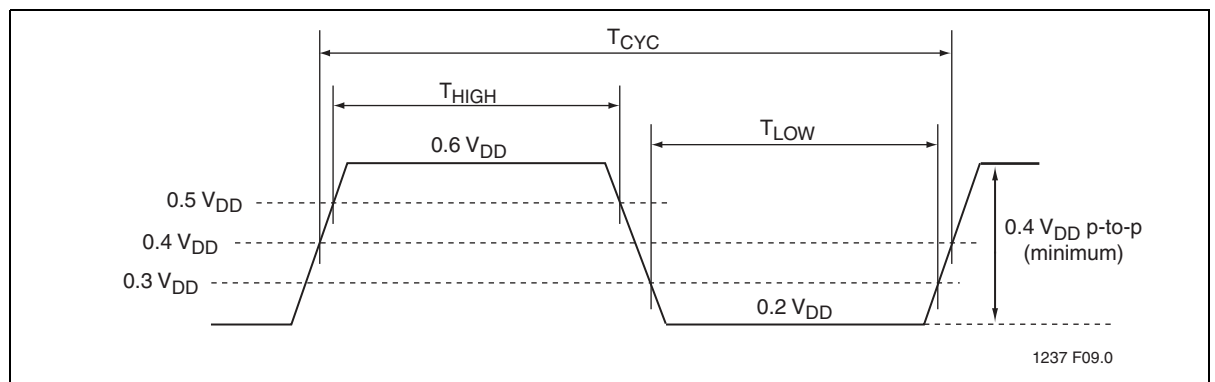 TCYC
THIGH
TLOW
0.6 VDD
0.5 VDD
0.4 VDD
0.4 VDD p-to-p
(minimum)
0.3 VDD
0.2 VDD
1237 F09.0